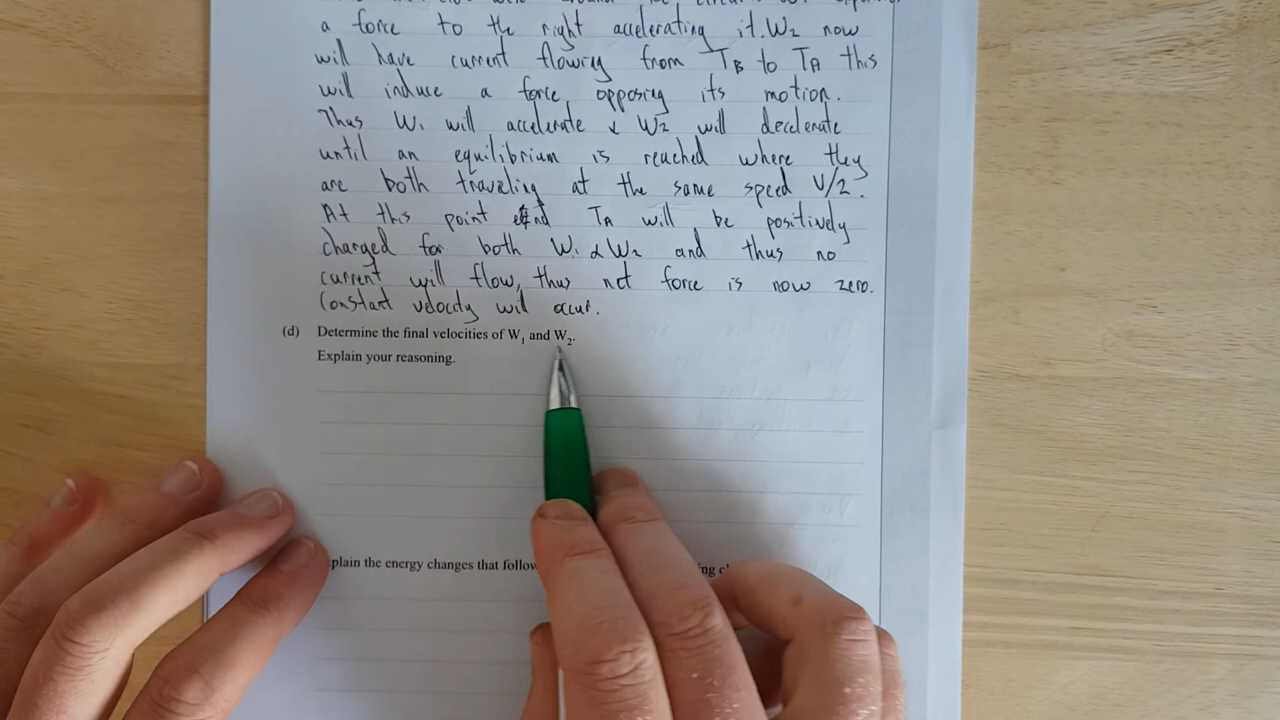 a force to the right accelerating it. W2 now
will have current flowing from TB to TA this
will induce a force opposing its motion.
Thus W1 will accelerate & W2 will decelerate
until an equilibrium is reached where they
are both traveling at the same speed V/2.
At this point end TA will be positively
charged for both W1 & W2 and thus no
current will flow, thus net force is now zero.
Constant velocity will occur.
(d) Determine the final velocities of W1 and W2.
Explain your reasoning.
plain the energy changes that follow